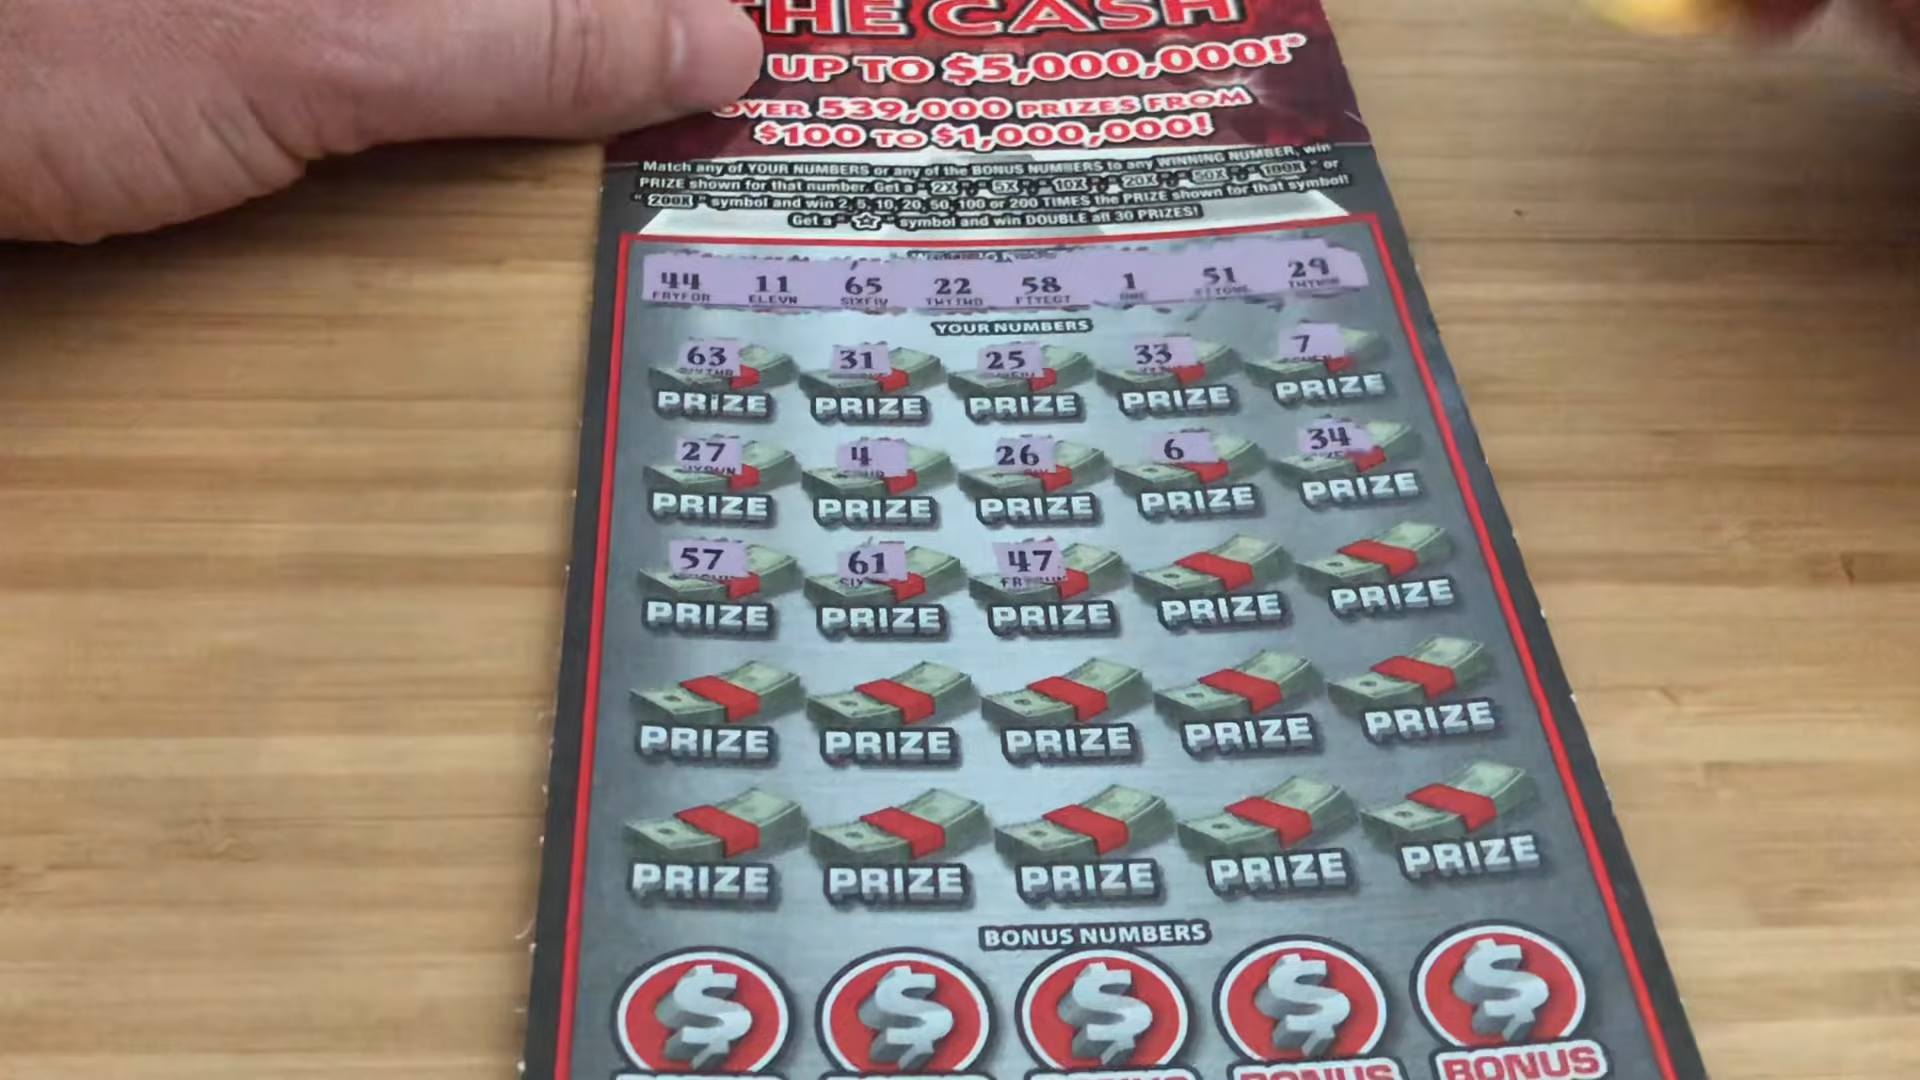 THE CASH
UP TO $5,000,000!*
OVER 539,000 PRIZES FROM
$100 TO $1,000,000!
Match any of YOUR NUMBERS or any of the BONUS NUMBERS to any WINNING NUMBER, win
PRIZE shown for that number. Get a "2X", "5X", "10X", "20X", "50X", "100X" or
"200X" symbol and win 2, 5, 10, 20, 50, 100 or 200 TIMES the PRIZE shown for that symbol!
Get a "☆" symbol and win DOUBLE all 30 PRIZES!
44 11 65 22 58 1 51 29
FRYFOR ELEVN SIXFIV TWYTWO FTYEGT ONE FTYONE
YOUR NUMBERS
63 31 25 33 7
PRIZE PRIZE PRIZE PRIZE PRIZE
27 4 26 6 34
PRIZE PRIZE PRIZE PRIZE PRIZE
57 61 47
PRIZE PRIZE PRIZE PRIZE PRIZE
PRIZE PRIZE PRIZE PRIZE PRIZE
PRIZE PRIZE PRIZE PRIZE PRIZE
BONUS NUMBERS
$ $ $ $ $
BONUS BONUS BONUS